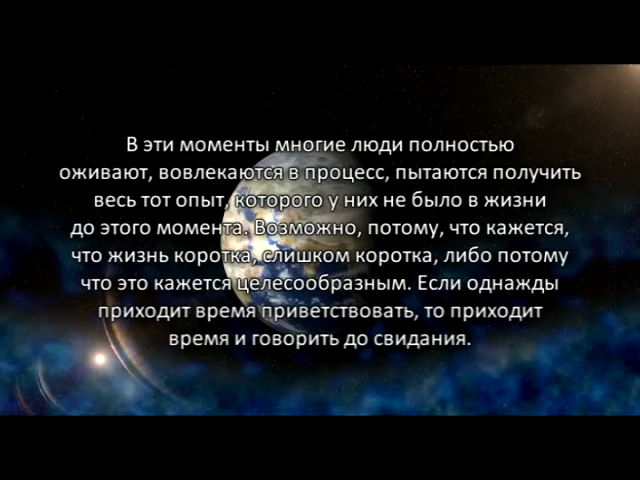 В эти моменты многие люди полностью
оживают, вовлекаются в процесс, пытаются получить
весь тот опыт, которого у них не было в жизни
до этого момента. Возможно, потому, что кажется,
что жизнь коротка, слишком коротка, либо потому
что это кажется целесообразным. Если однажды
приходит время приветствовать, то приходит
время и говорить до свидания.